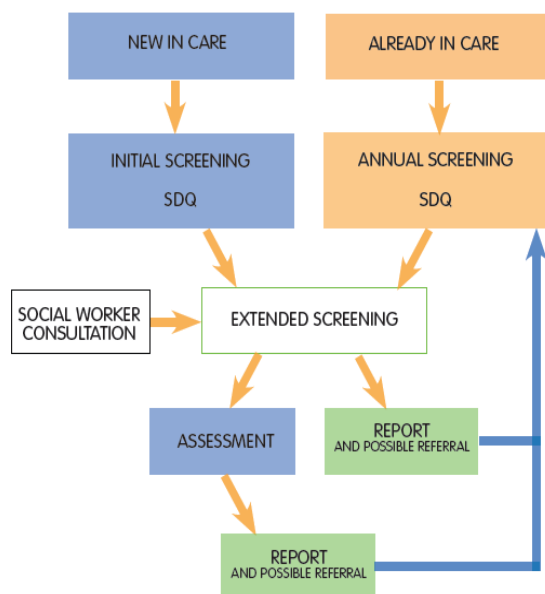 NEW IN CARE
ALREADY IN CARE
INITIAL SCREENING
SDQ
ANNUAL SCREENING
SDQ
SOCIAL WORKER
CONSULTATION
EXTENDED SCREENING
ASSESSMENT
REPORT
AND POSSIBLE REFERRAL
REPORT
AND POSSIBLE REFERRAL